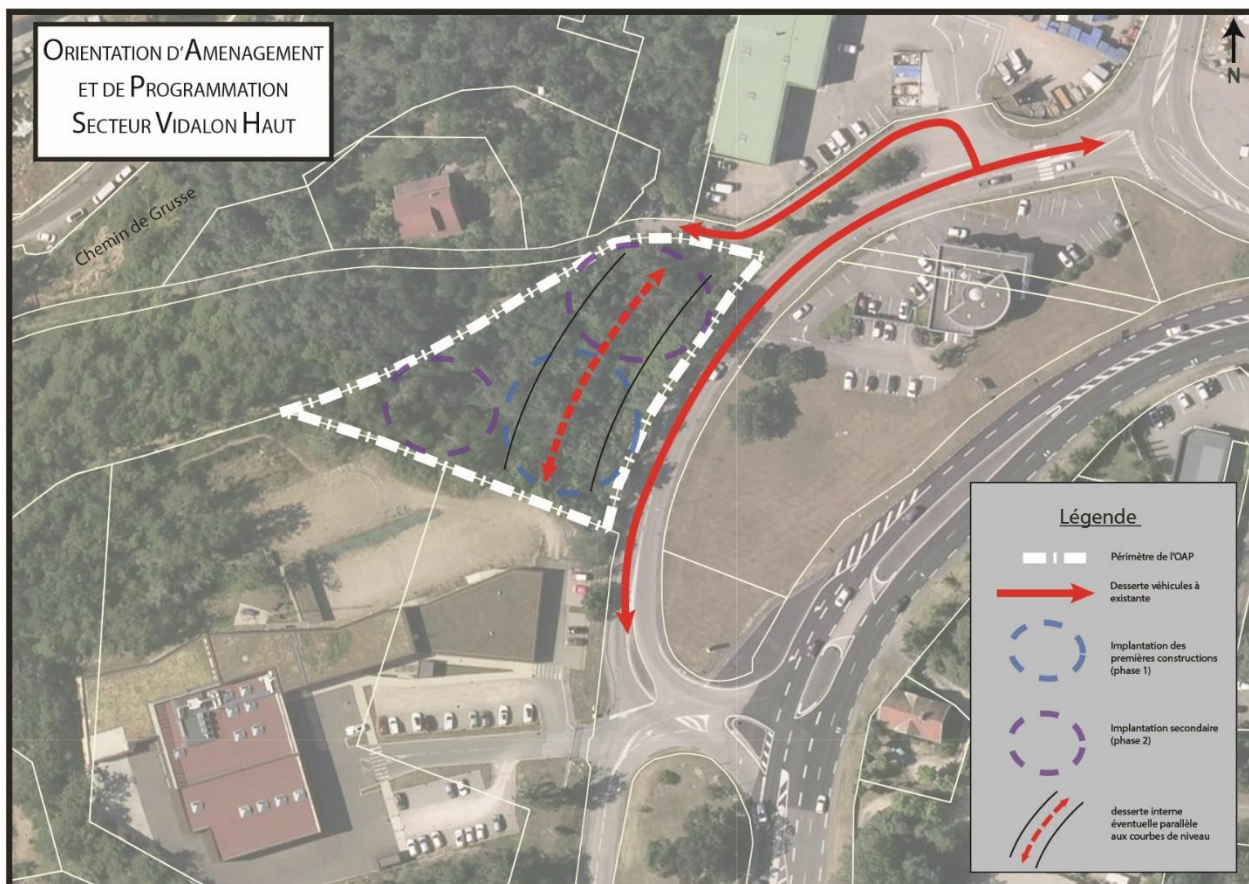 ORIENTATION D'AMENAGEMENT
ET DE PROGRAMMATION
SECTEUR VIDALON HAUT
N
Chemin de Grusse
Légende
Périmètre de l'OAP
Desserte véhicules à
existante
Implantation des
premières constructions
(phase 1)
Implantation secondaire
(phase 2)
desserte interne
éventuelle parallèle
aux courbes de niveau